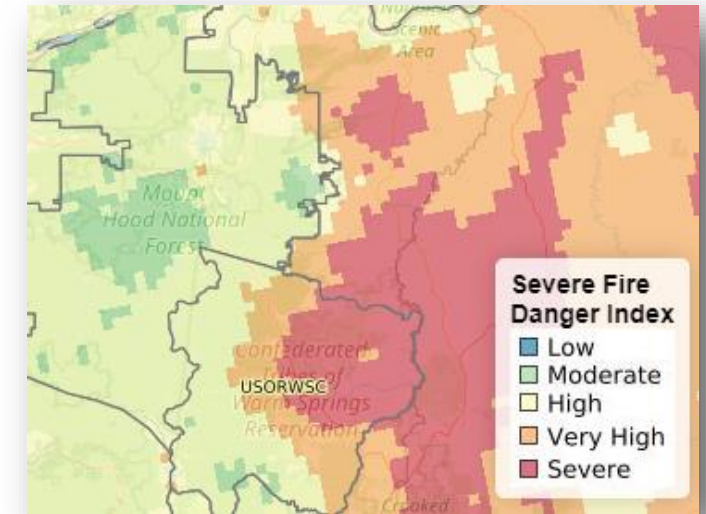 National
Scenic
Area
Mount
Hood National
Forest
Confederated
Tribes of
USORWSC
Warm Springs
Reservation
Crooked
Severe Fire
Danger Index
Low
Moderate
High
Very High
Severe